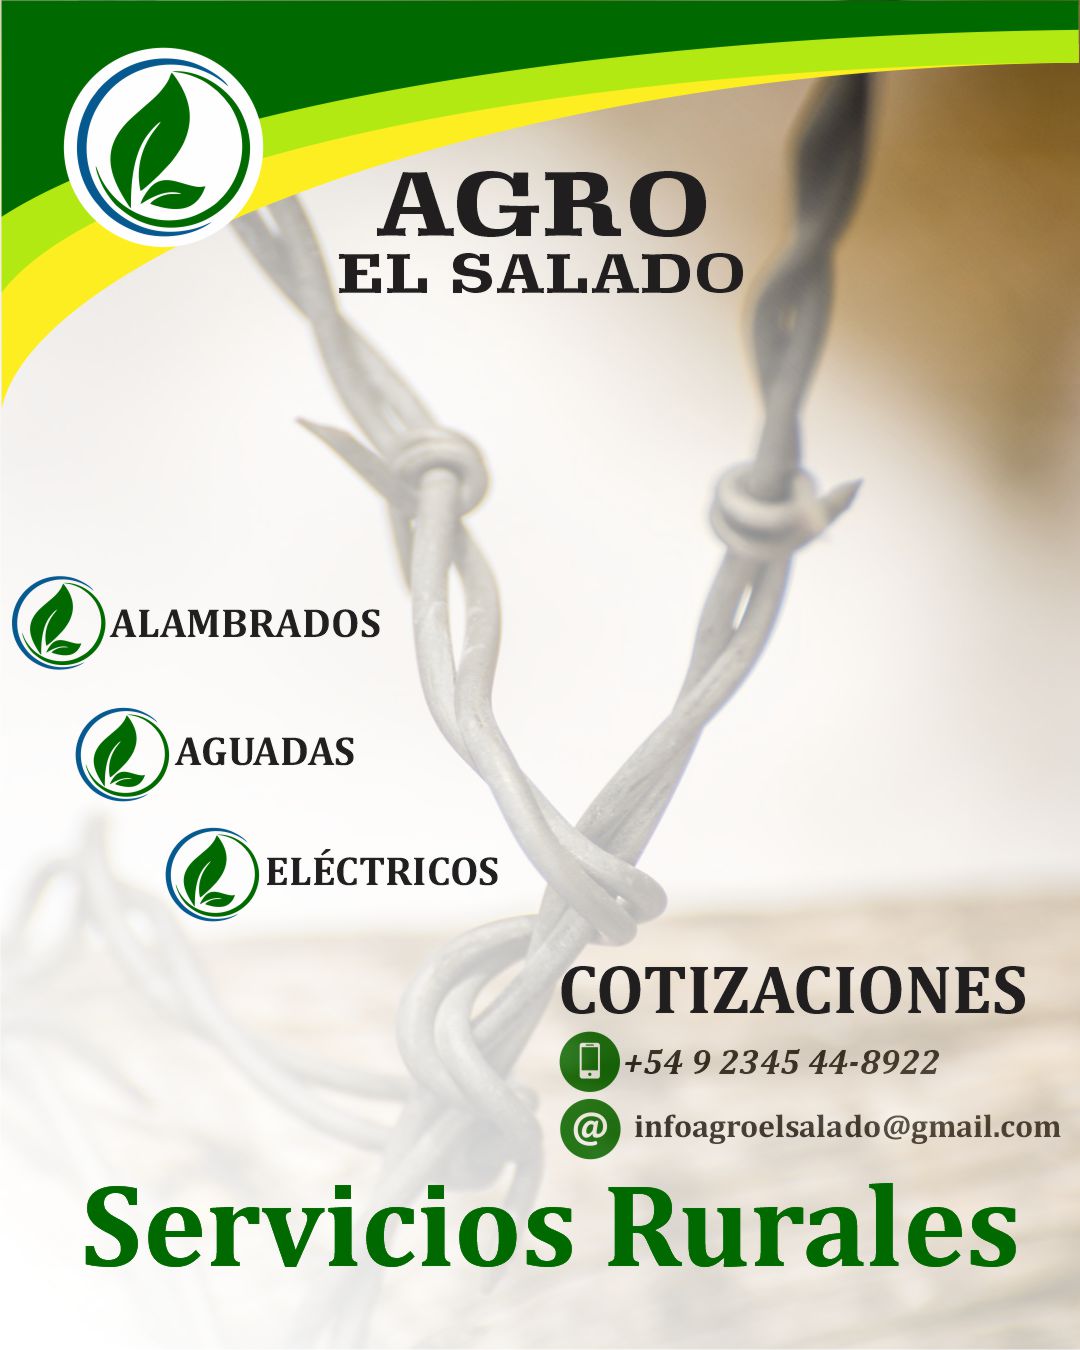 AGRO
EL SALADO
ALAMBRADOS
AGUADAS
ELÉCTRICOS
COTIZACIONES
+54 9 2345 44-8922
@ infoagroelsalado@gmail.com
Servicios Rurales